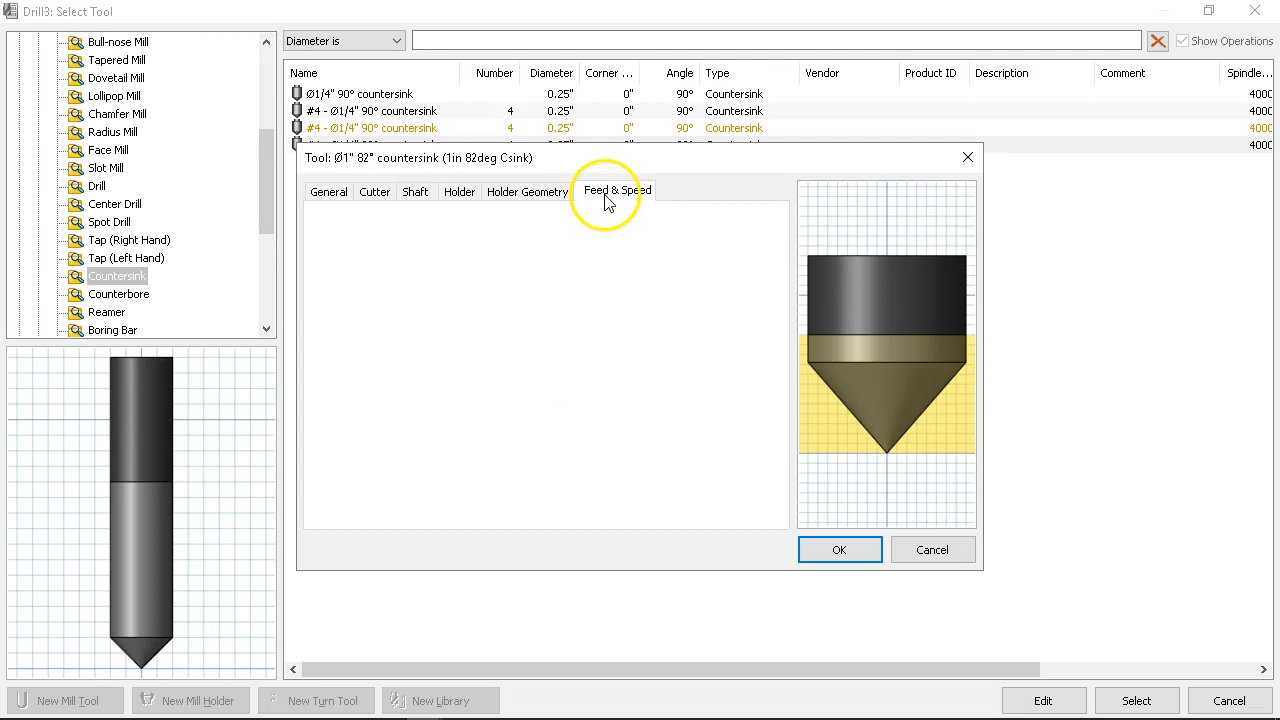 Drill3: Select Tool
Bull-nose Mill
Tapered Mill
Dovetail Mill
Lollipop Mill
Chamfer Mill
Radius Mill
Face Mill
Slot Mill
Drill
Center Drill
Spot Drill
Tap (Right Hand)
Tap (Left Hand)
Countersink
Counterbore
Reamer
Boring Bar
Diameter is
Show Operations
Name Number Diameter Corner ... Angle Type Vendor Product ID Description Comment Spindle...
Ø1/4" 90° countersink 0.25" 0" 90° Countersink 4000
#4 - Ø1/4" 90° countersink 4 0.25" 0" 90° Countersink 4000
#4 - Ø1/4" 90° countersink 4 0.25" 0" 90° Countersink 4000
4000
Tool: Ø1" 82° countersink (1in 82deg Csink)
General Cutter Shaft Holder Holder Geometry Feed & Speed
OK Cancel
New Mill Tool New Mill Holder New Turn Tool New Library Edit Select Cancel